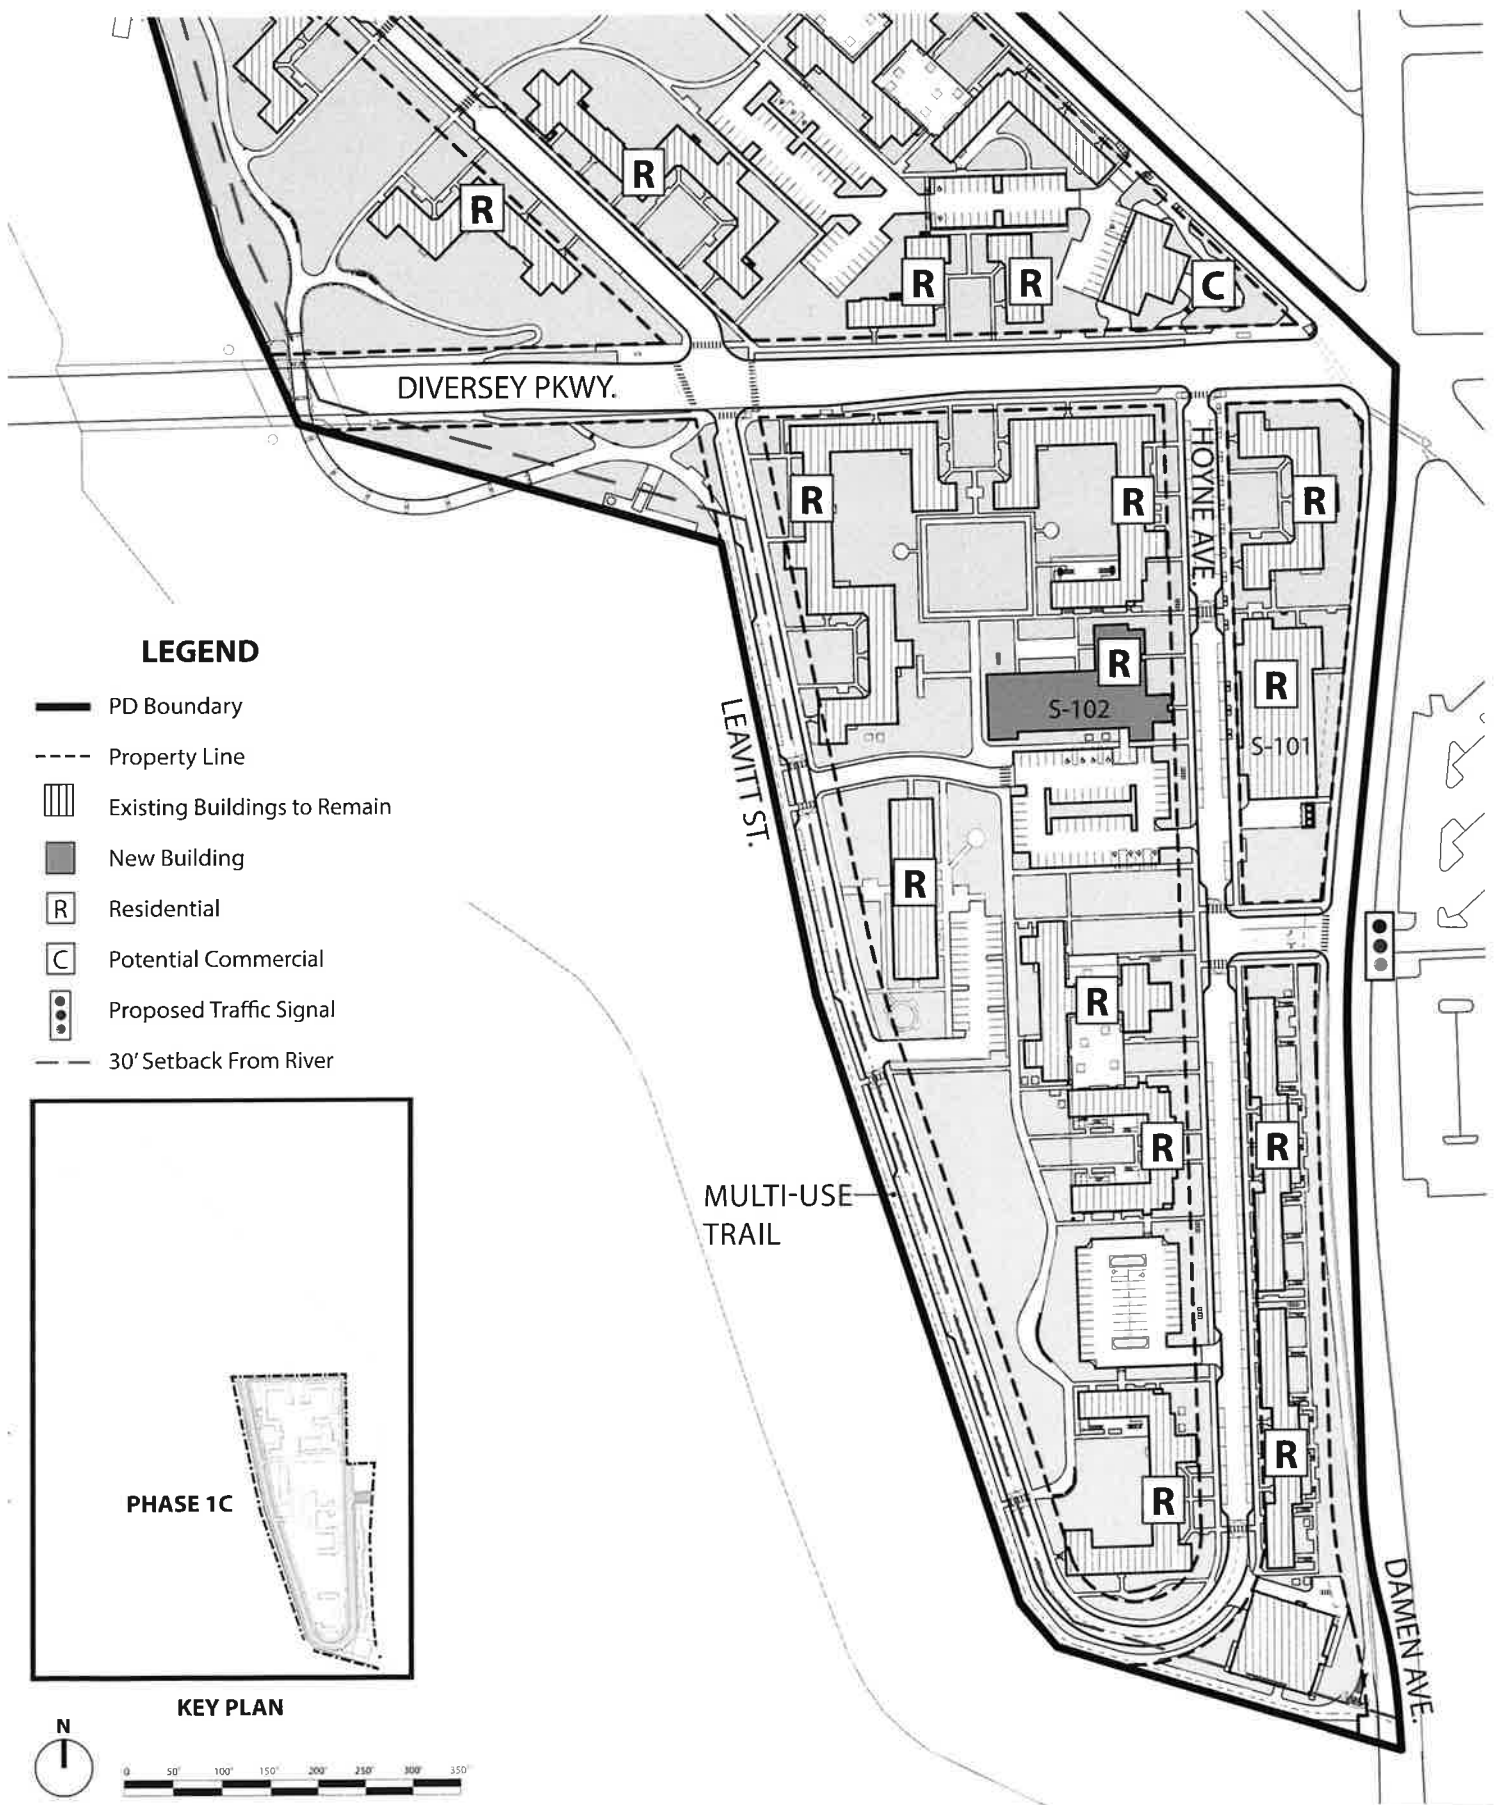 R
R
R
R
C
DIVERSEY PKWY.
HOYNE AVE.
R
R
R
R
S-102
R
S-101
LEAVITT ST.
R
R
R
R
MULTI-USE
TRAIL
R
R
DAMEN AVE.
LEGEND
PD Boundary
Property Line
Existing Buildings to Remain
New Building
R Residential
C Potential Commercial
Proposed Traffic Signal
30' Setback From River
PHASE 1C
KEY PLAN
N
0 50' 100' 150' 200' 250' 300' 350'